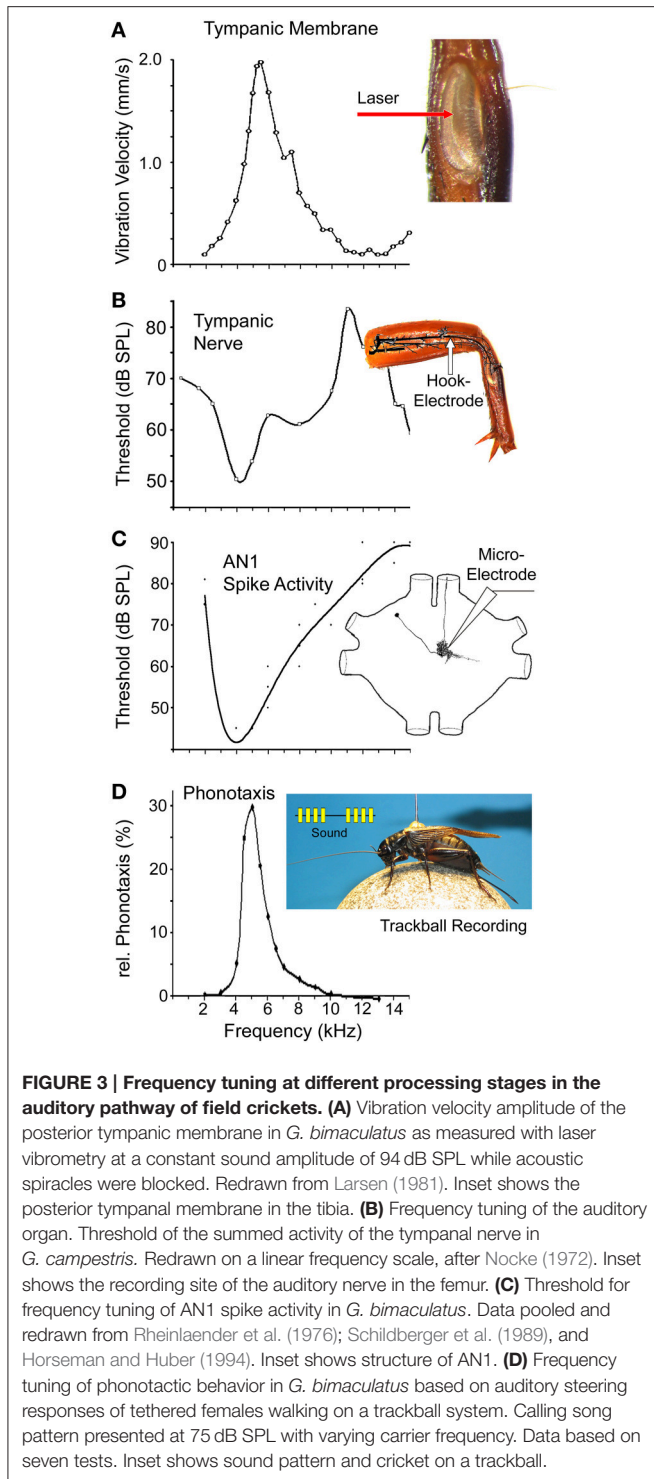 A
Tympanic Membrane
2.0
1.0
0
Vibration Velocity (mm/s)
Laser
B
Tympanic
Nerve
80
70
60
50
Threshold (dB SPL)
Hook-
Electrode
C
AN1
Spike Activity
90
80
70
60
50
Threshold (dB SPL)
Micro-
Electrode
D
Phonotaxis
30
20
10
0
rel. Phonotaxis (%)
Sound
Trackball Recording
2 4 6 8 10 12 14
Frequency (kHz)
FIGURE 3 | Frequency tuning at different processing stages in the
auditory pathway of field crickets. (A) Vibration velocity amplitude of the
posterior tympanic membrane in G. bimaculatus as measured with laser
vibrometry at a constant sound amplitude of 94 dB SPL while acoustic
spiracles were blocked. Redrawn from Larsen (1981). Inset shows the
posterior tympanal membrane in the tibia. (B) Frequency tuning of the auditory
organ. Threshold of the summed activity of the tympanal nerve in
G. campestris. Redrawn on a linear frequency scale, after Nocke (1972). Inset
shows the recording site of the auditory nerve in the femur. (C) Threshold for
frequency tuning of AN1 spike activity in G. bimaculatus. Data pooled and
redrawn from Rheinlaender et al. (1976); Schildberger et al. (1989), and
Horseman and Huber (1994). Inset shows structure of AN1. (D) Frequency
tuning of phonotactic behavior in G. bimaculatus based on auditory steering
responses of tethered females walking on a trackball system. Calling song
pattern presented at 75 dB SPL with varying carrier frequency. Data based on
seven tests. Inset shows sound pattern and cricket on a trackball.